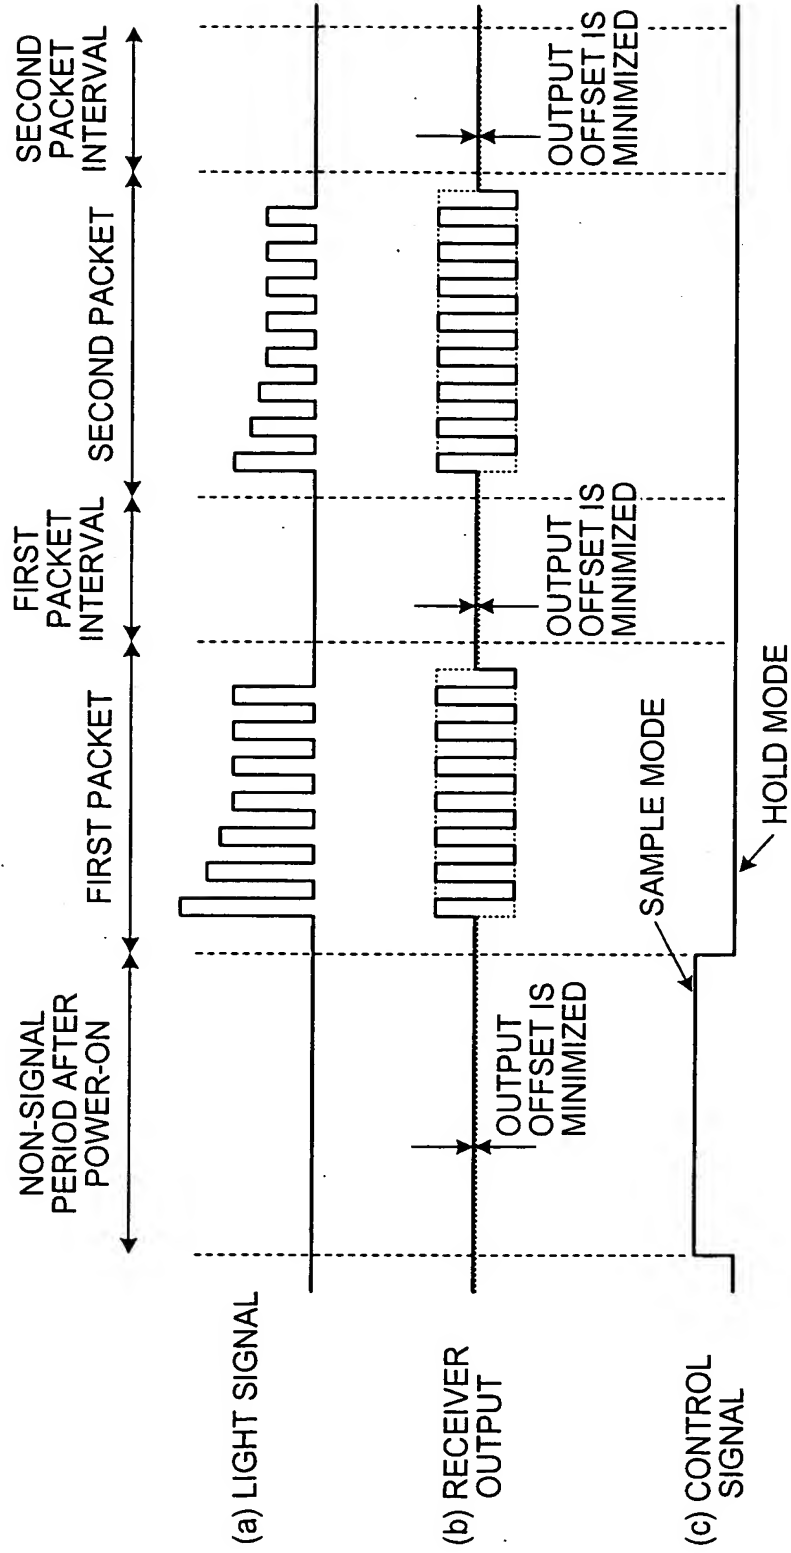 NON-SIGNAL
PERIOD AFTER
POWER-ON
FIRST PACKET
FIRST
PACKET
INTERVAL
SECOND PACKET
SECOND
PACKET
INTERVAL
(a) LIGHT SIGNAL
(b) RECEIVER
OUTPUT
OUTPUT
OFFSET IS
MINIMIZED
OUTPUT
OFFSET IS
MINIMIZED
OUTPUT
OFFSET IS
MINIMIZED
(c) CONTROL
SIGNAL
SAMPLE MODE
HOLD MODE